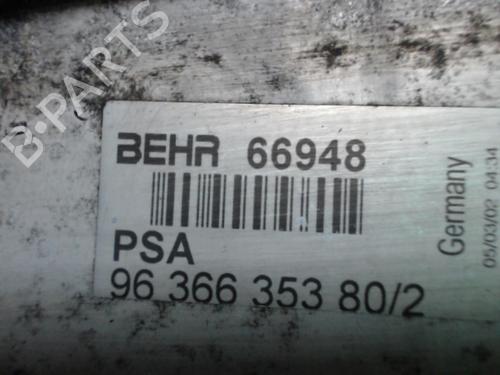 B-PARTS
BEHR 66948
PSA
96 366 353 80/2
Germany
05/03/02 04:34